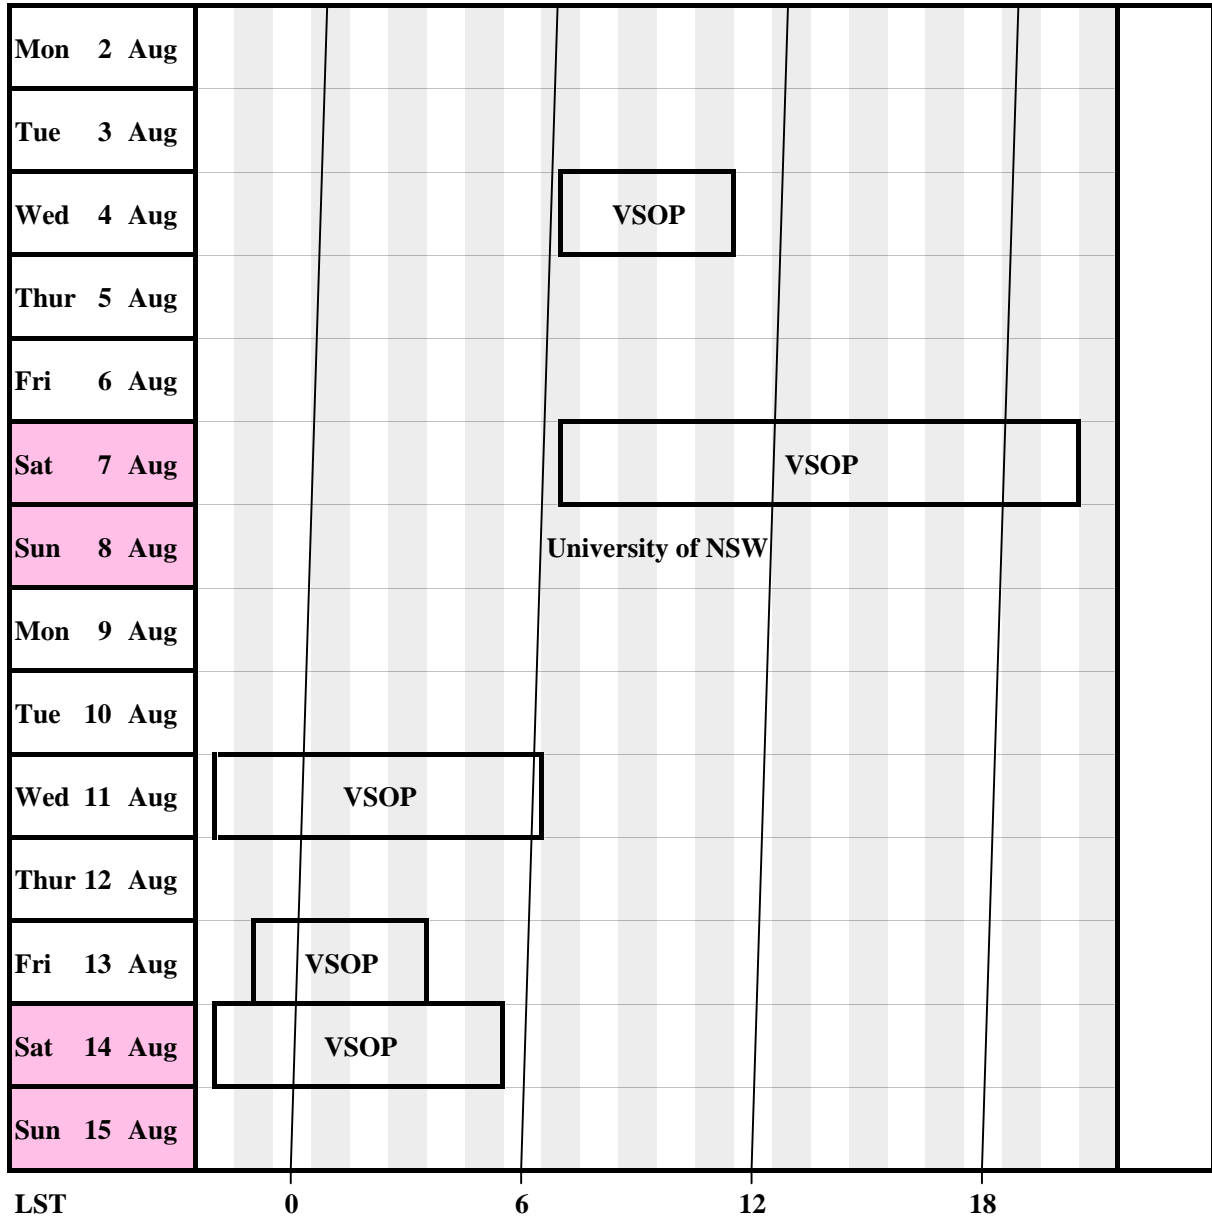 Mon 2 Aug
Tue 3 Aug
Wed 4 Aug VSOP
Thur 5 Aug
Fri 6 Aug
Sat 7 Aug VSOP
Sun 8 Aug University of NSW
Mon 9 Aug
Tue 10 Aug
Wed 11 Aug VSOP
Thur 12 Aug
Fri 13 Aug VSOP
Sat 14 Aug VSOP
Sun 15 Aug
LST 0 6 12 18